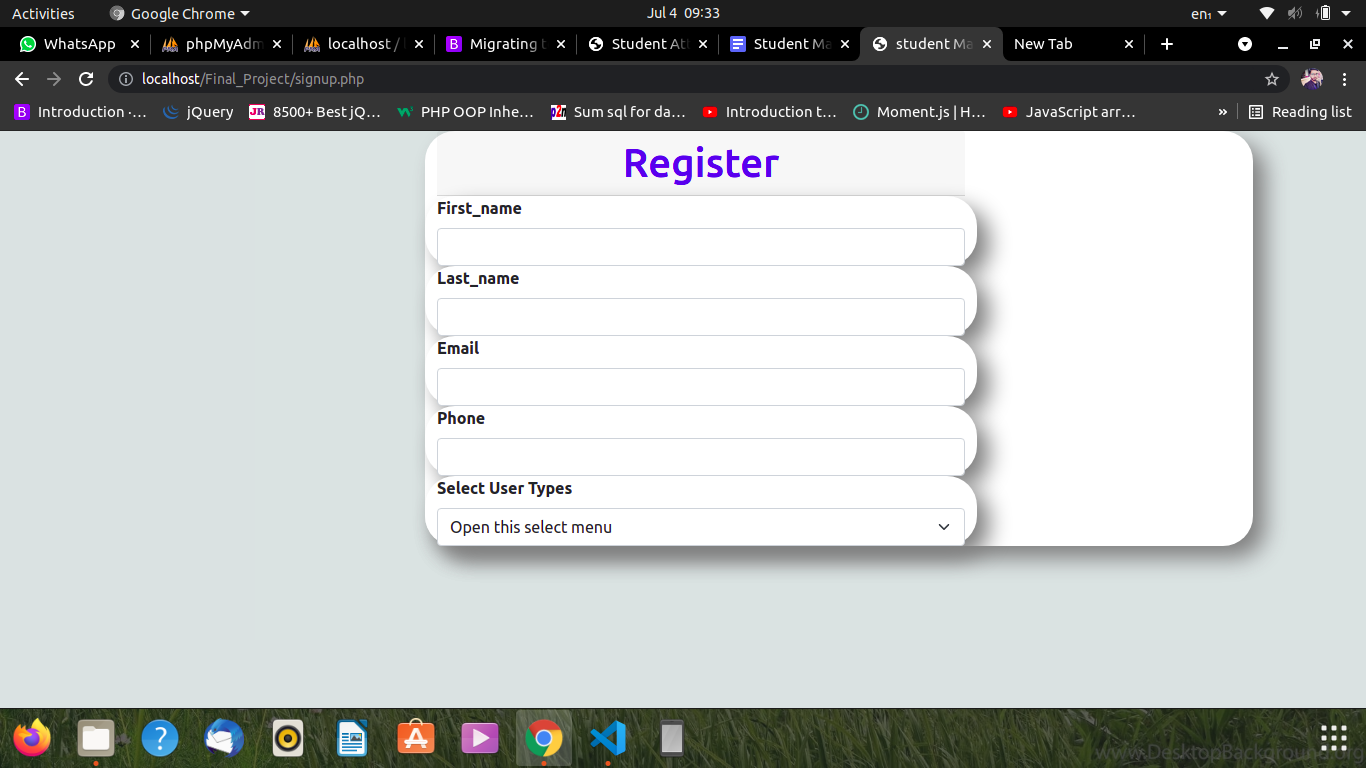 Activities Google Chrome Jul 4 09:33 en₁
WhatsApp phpMyAdm localhost / Migrating t Student Att Student Ma student Ma New Tab
localhost/Final_Project/signup.php
Introduction ·... jQuery 8500+ Best jQ... PHP OOP Inhe... Sum sql for da... Introduction t... Moment.js | H... JavaScript arr... » Reading list
Register
First_name
Last_name
Email
Phone
Select User Types
Open this select menu
www.DesktopBackground.org